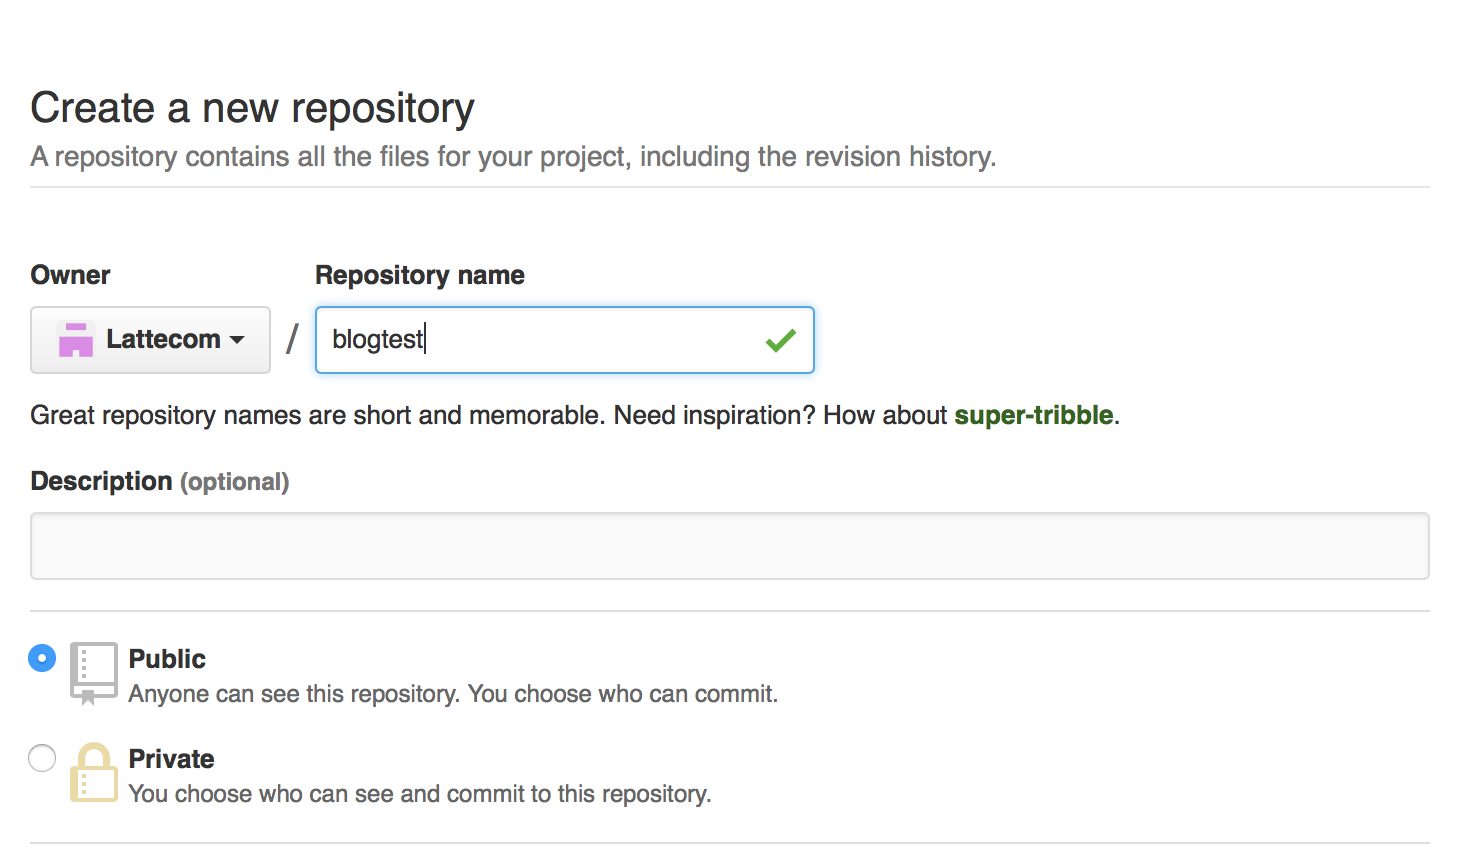 Create a new repository
A repository contains all the files for your project, including the revision history.
Owner
Repository name
Lattecom / blogtest
Great repository names are short and memorable. Need inspiration? How about super-tribble.
Description (optional)
Public
Anyone can see this repository. You choose who can commit.
Private
You choose who can see and commit to this repository.